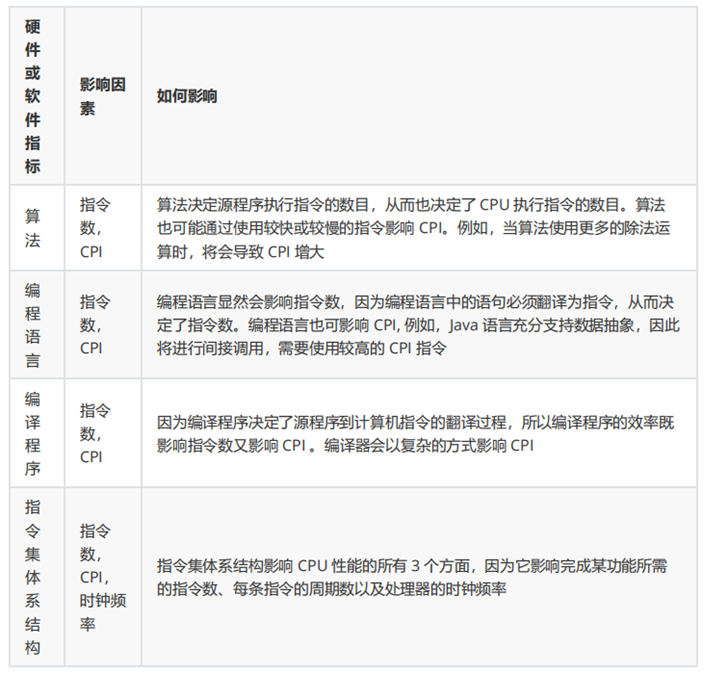 硬
件
或
软
件
指
标
影响因
素
如何影响
算
法
指令
数，
CPI
算法决定源程序执行指令的数目，从而也决定了 CPU 执行指令的数目。算法
也可能通过使用较快或较慢的指令影响 CPI。例如，当算法使用更多的除法运
算时，将会导致 CPI 增大
编
程
语
言
指令
数，
CPI
编程语言显然会影响指令数，因为编程语言中的语句必须翻译为指令，从而决
定了指令数。编程语言也可影响 CPI, 例如，Java 语言充分支持数据抽象，因此
将进行间接调用，需要使用较高的 CPI 指令
编
译
程
序
指令
数，
CPI
因为编译程序决定了源程序到计算机指令的翻译过程，所以编译程序的效率既
影响指令数又影响 CPI 。编译器会以复杂的方式影响 CPI
指
令
集
体
系
结
构
指令
数，
CPI，
时钟频
率
指令集体系结构影响 CPU 性能的所有 3 个方面，因为它影响完成某功能所需
的指令数、每条指令的周期数以及处理器的时钟频率